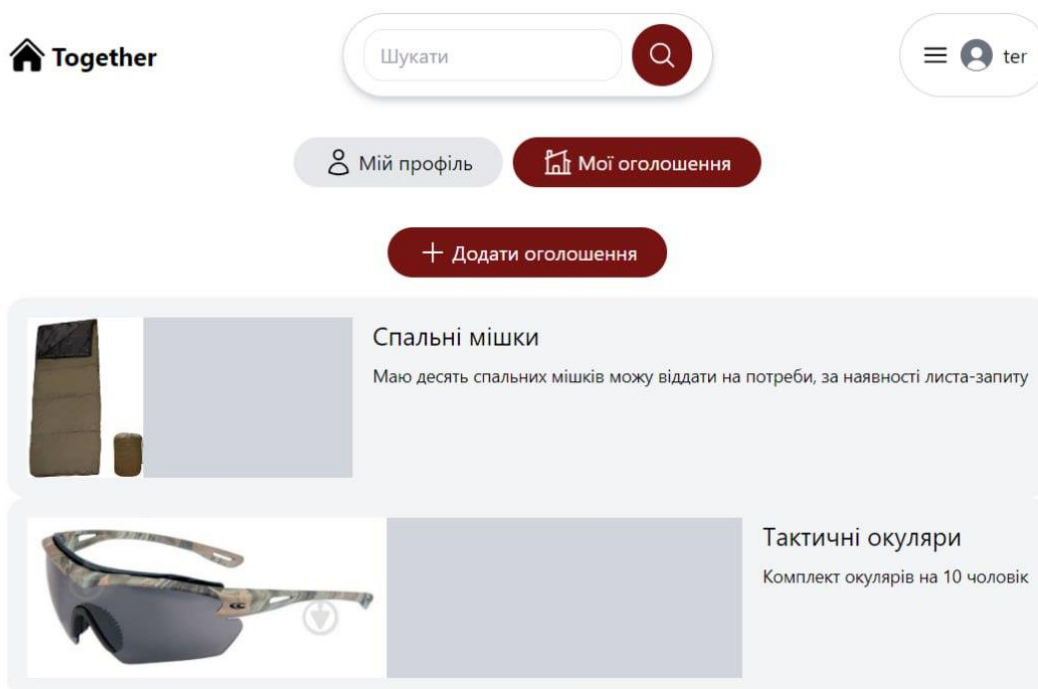 Together
Шукати
ter
Мій профіль
Мої оголошення
Додати оголошення
Спальні мішки
Маю десять спальних мішків можу віддати на потреби, за наявності листа-запиту
Тактичні окуляри
Комплект окулярів на 10 чоловік